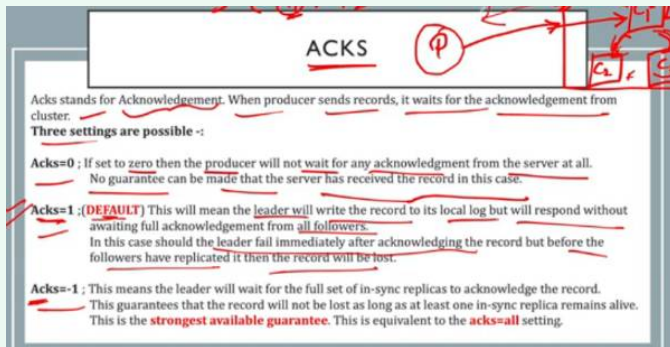 ACKS
P
C1
C2
Acks stands for Acknowledgement. When producer sends records, it waits for the acknowledgement from
cluster.
Three settings are possible -:
Acks=0 ; If set to zero then the producer will not wait for any acknowledgment from the server at all.
No guarantee can be made that the server has received the record in this case.
Acks=1 ;(DEFAULT) This will mean the leader will write the record to its local log but will respond without
awaiting full acknowledgement from all followers.
In this case should the leader fail immediately after acknowledging the record but before the
followers have replicated it then the record will be lost.
Acks=-1 ; This means the leader will wait for the full set of in-sync replicas to acknowledge the record.
This guarantees that the record will not be lost as long as at least one in-sync replica remains alive.
This is the strongest available guarantee. This is equivalent to the acks=all setting.